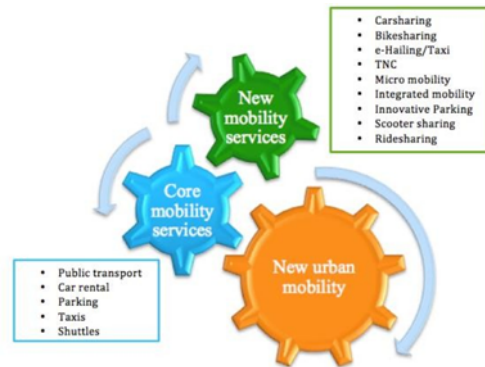 Carsharing
Bikesharing
e-Hailing/Taxi
TNC
Micro mobility
Integrated mobility
Innovative Parking
Scooter sharing
Ridesharing
New
mobility
services
Core
mobility
services
New urban
mobility
Public transport
Car rental
Parking
Taxis
Shuttles